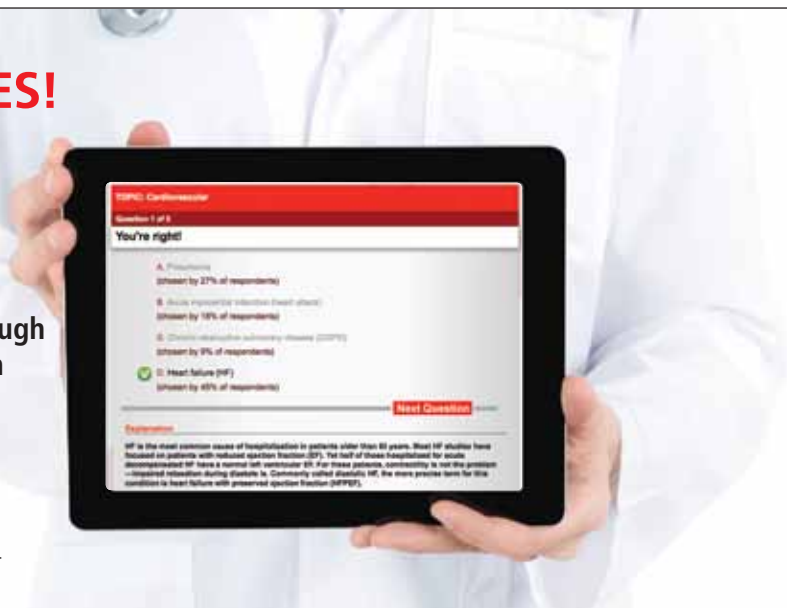 ES!
ugh
TOPIC: Cardiovascular
Question 1 of 5
You're right!
A. Pneumonia
(chosen by 27% of respondents)
B. Acute myocardial infarction (heart attack)
(chosen by 18% of respondents)
C. Chronic obstructive pulmonary disease (COPD)
(chosen by 9% of respondents)
D. Heart failure (HF)
(chosen by 45% of respondents)
Next Question
Explanation
HF is the most common cause of hospitalization in patients older than 65 years. Most HF studies have
focused on patients with reduced ejection fraction (EF). Yet half of those hospitalized for acute
decompensated HF have a normal left ventricular EF. For these patients, contractility is not the problem
—impaired relaxation during diastole is. Commonly called diastolic HF, the more precise term for this
condition is heart failure with preserved ejection fraction (HFPEF).